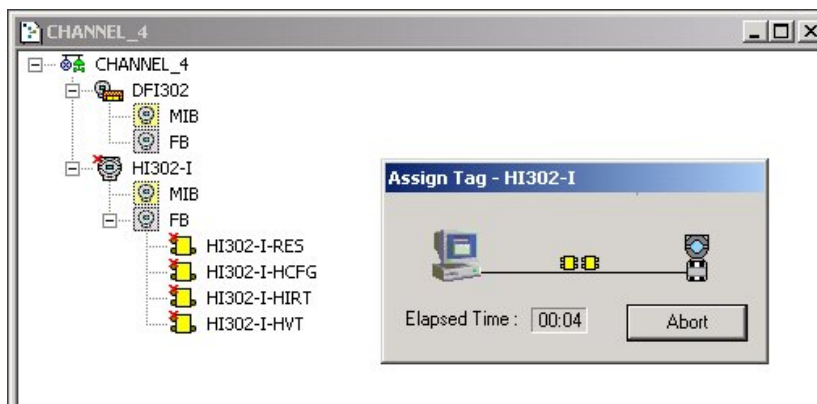 CHANNEL_4
CHANNEL_4
DFI302
MIB
FB
HI302-I
MIB
FB
HI302-I-RES
HI302-I-HCFG
HI302-I-HIRT
HI302-I-HVT
Assign Tag - HI302-I
Elapsed Time : 00:04
Abort